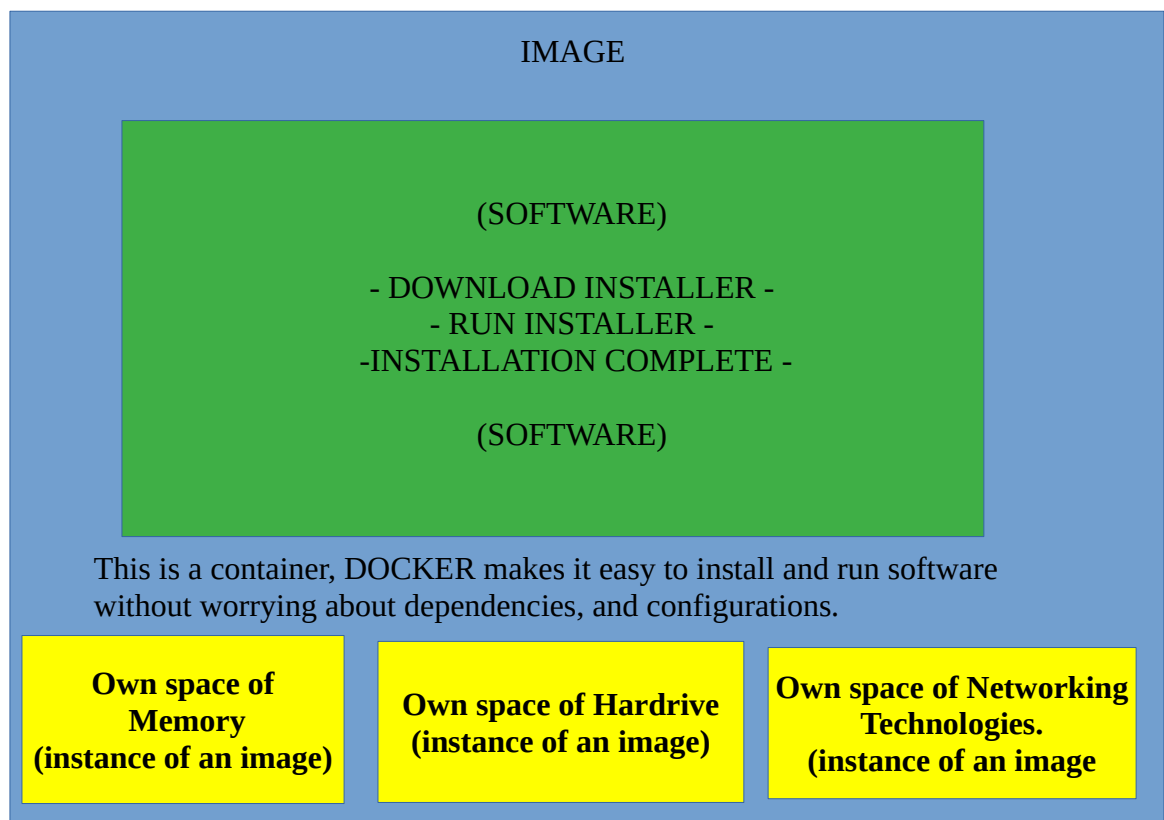 IMAGE
(SOFTWARE)
- DOWNLOAD INSTALLER -
- RUN INSTALLER -
-INSTALLATION COMPLETE -
(SOFTWARE)
This is a container, DOCKER makes it easy to install and run software
without worrying about dependencies, and configurations.
Own space of
Memory
(instance of an image)
Own space of Hardrive
(instance of an image)
Own space of Networking
Technologies.
(instance of an image